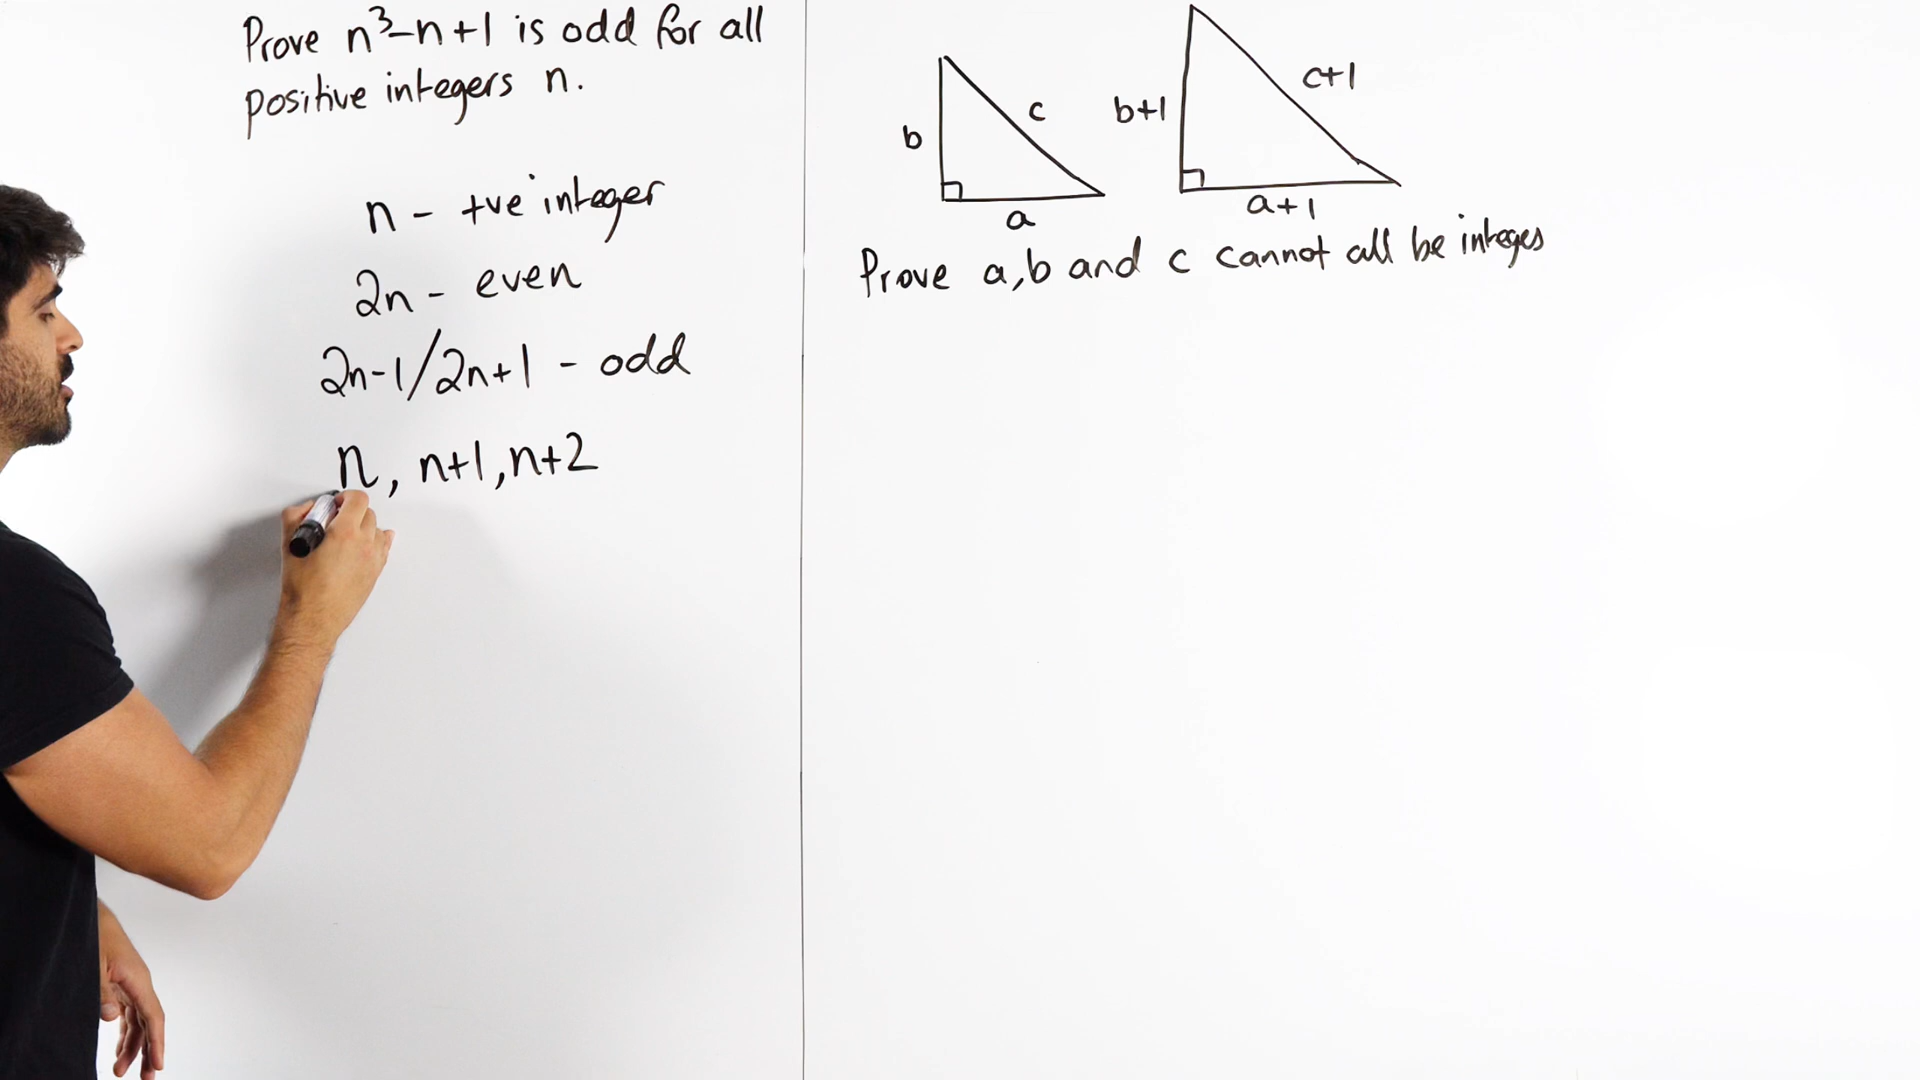 Prove n³-n+1 is odd for all
positive integers n.
n - +ve integer
2n - even
2n-1/2n+1 - odd
n, n+1, n+2
b
c
a
b+1
c+1
a+1
Prove a,b and c cannot all be integes